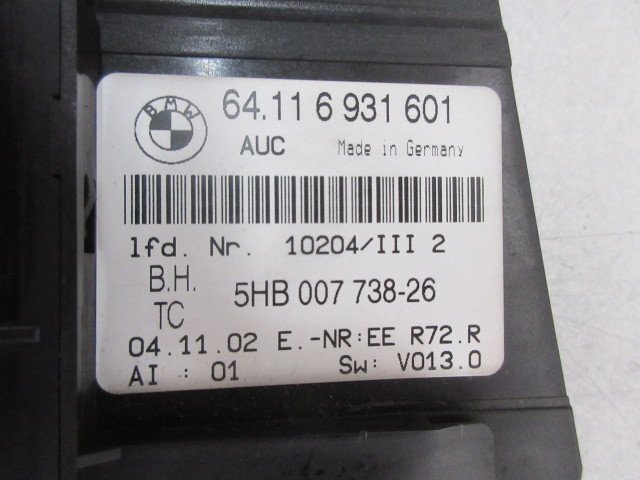 BMW
64.11 6 931 601
AUC Made in Germany
lfd. Nr. 10204/III 2
B.H. 5HB 007 738-26
TC
04.11.02 E.-NR:EE R72.R
AI : 01 Sw: V013.0